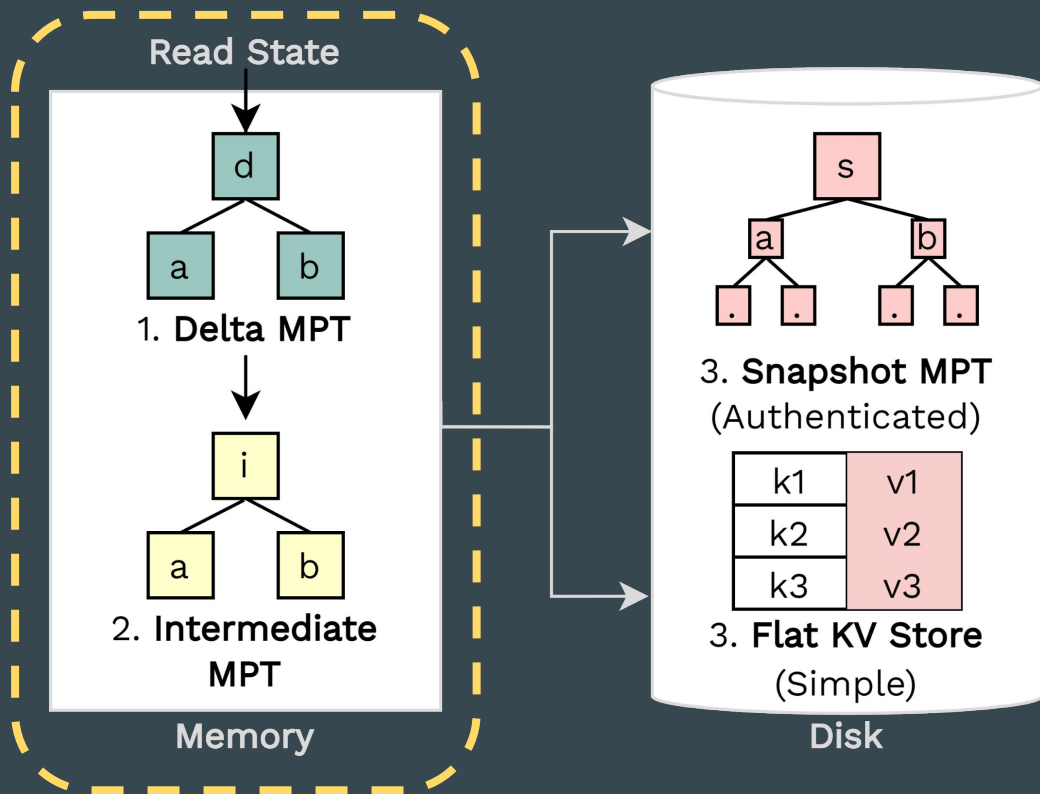 Read State
d
a b
1. Delta MPT
i
a b
2. Intermediate
MPT
Memory
s
a b
. . . .
3. Snapshot MPT
(Authenticated)
k1 v1
k2 v2
k3 v3
3. Flat KV Store
(Simple)
Disk